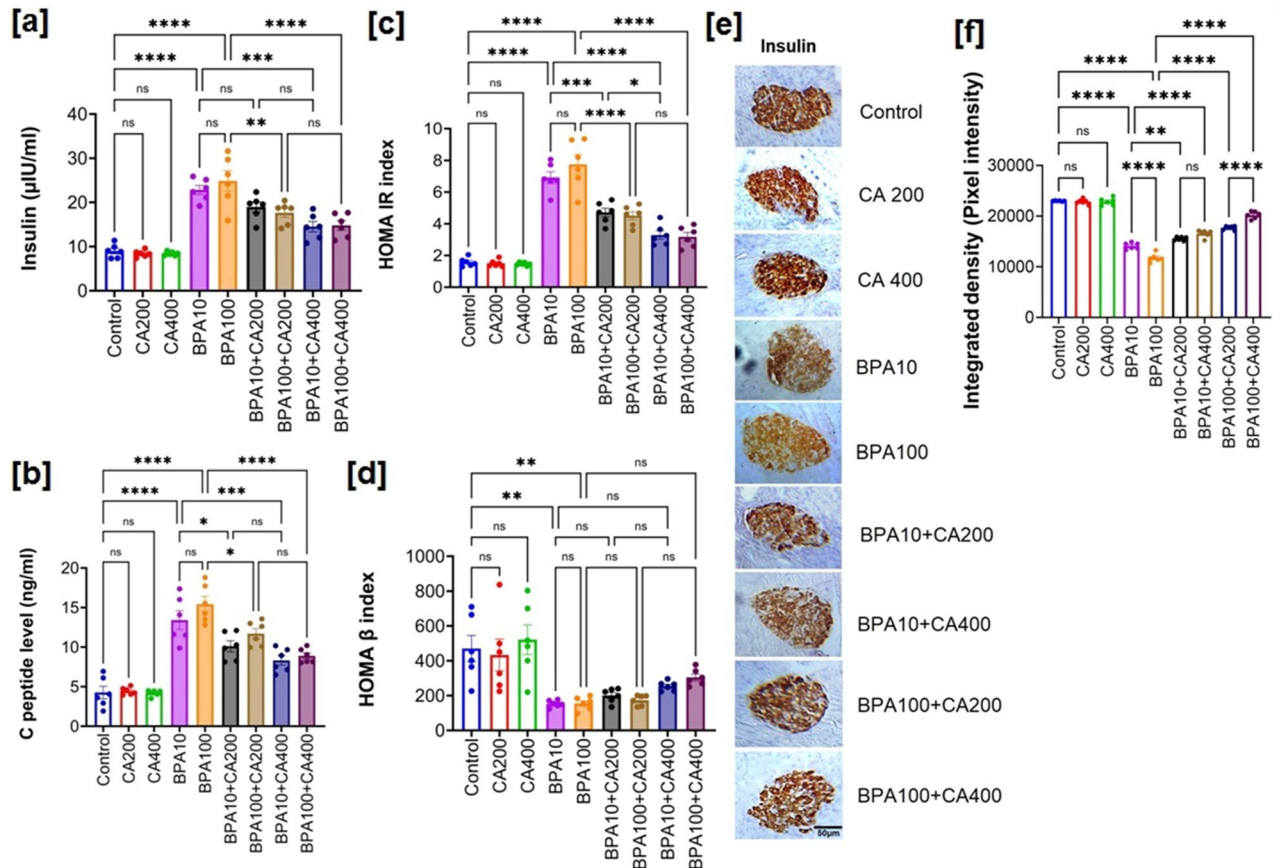 [a]
****
****
****
***
ns
ns
ns
ns
ns
**
ns
Insulin (μIU/ml)
40
30
20
10
0
Control
CA200
CA400
BPA10
BPA100
BPA10+CA200
BPA100+CA200
BPA10+CA400
BPA100+CA400
[b]
****
****
****
***
ns
*
ns
ns
ns
*
ns
C peptide level (ng/ml)
20
15
10
5
0
Control
CA200
CA400
BPA10
BPA100
BPA10+CA200
BPA100+CA200
BPA10+CA400
BPA100+CA400
[c]
****
****
****
****
ns
***
*
ns
ns
****
ns
HOMA IR index
10
8
6
4
2
0
Control
CA200
CA400
BPA10
BPA100
BPA10+CA200
BPA100+CA200
BPA10+CA400
BPA100+CA400
[d]
**
ns
**
ns
ns
ns
ns
ns
ns
ns
ns
HOMA β index
1000
800
600
400
200
0
Control
CA200
CA400
BPA10
BPA100
BPA10+CA200
BPA100+CA200
BPA10+CA400
BPA100+CA400
[e]
Insulin
Control
CA 200
CA 400
BPA10
BPA100
BPA10+CA200
BPA10+CA400
BPA100+CA200
BPA100+CA400
50μm
[f]
****
****
****
****
****
ns
**
ns
****
ns
****
Integrated density (Pixel intensity)
30000
20000
10000
0
Control
CA200
CA400
BPA10
BPA100
BPA10+CA200
BPA10+CA400
BPA100+CA200
BPA100+CA400